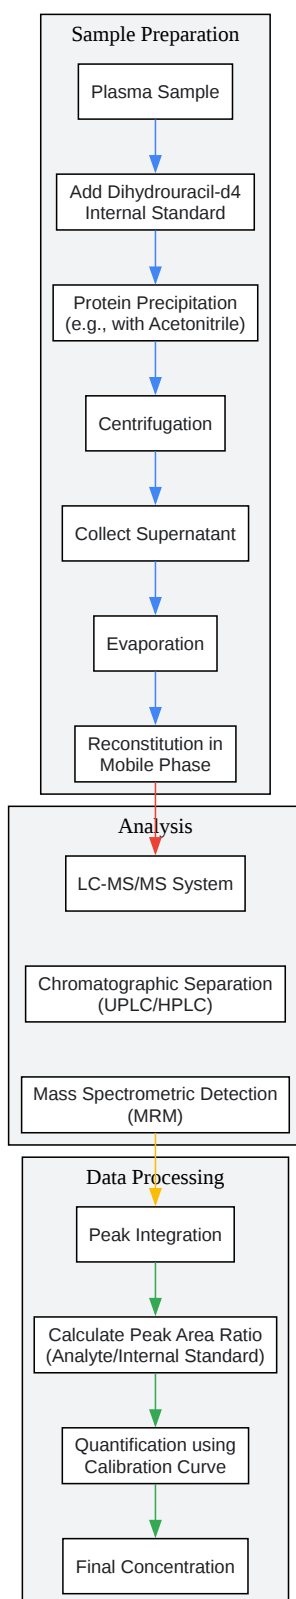 Sample Preparation
Plasma Sample
Add Dihydrouracil-d4
Internal Standard
Protein Precipitation
(e.g., with Acetonitrile)
Centrifugation
Collect Supernatant
Evaporation
Reconstitution in
Mobile Phase
Analysis
LC-MS/MS System
Chromatographic Separation
(UPLC/HPLC)
Mass Spectrometric Detection
(MRM)
Data Processing
Peak Integration
Calculate Peak Area Ratio
(Analyte/Internal Standard)
Quantification using
Calibration Curve
Final Concentration